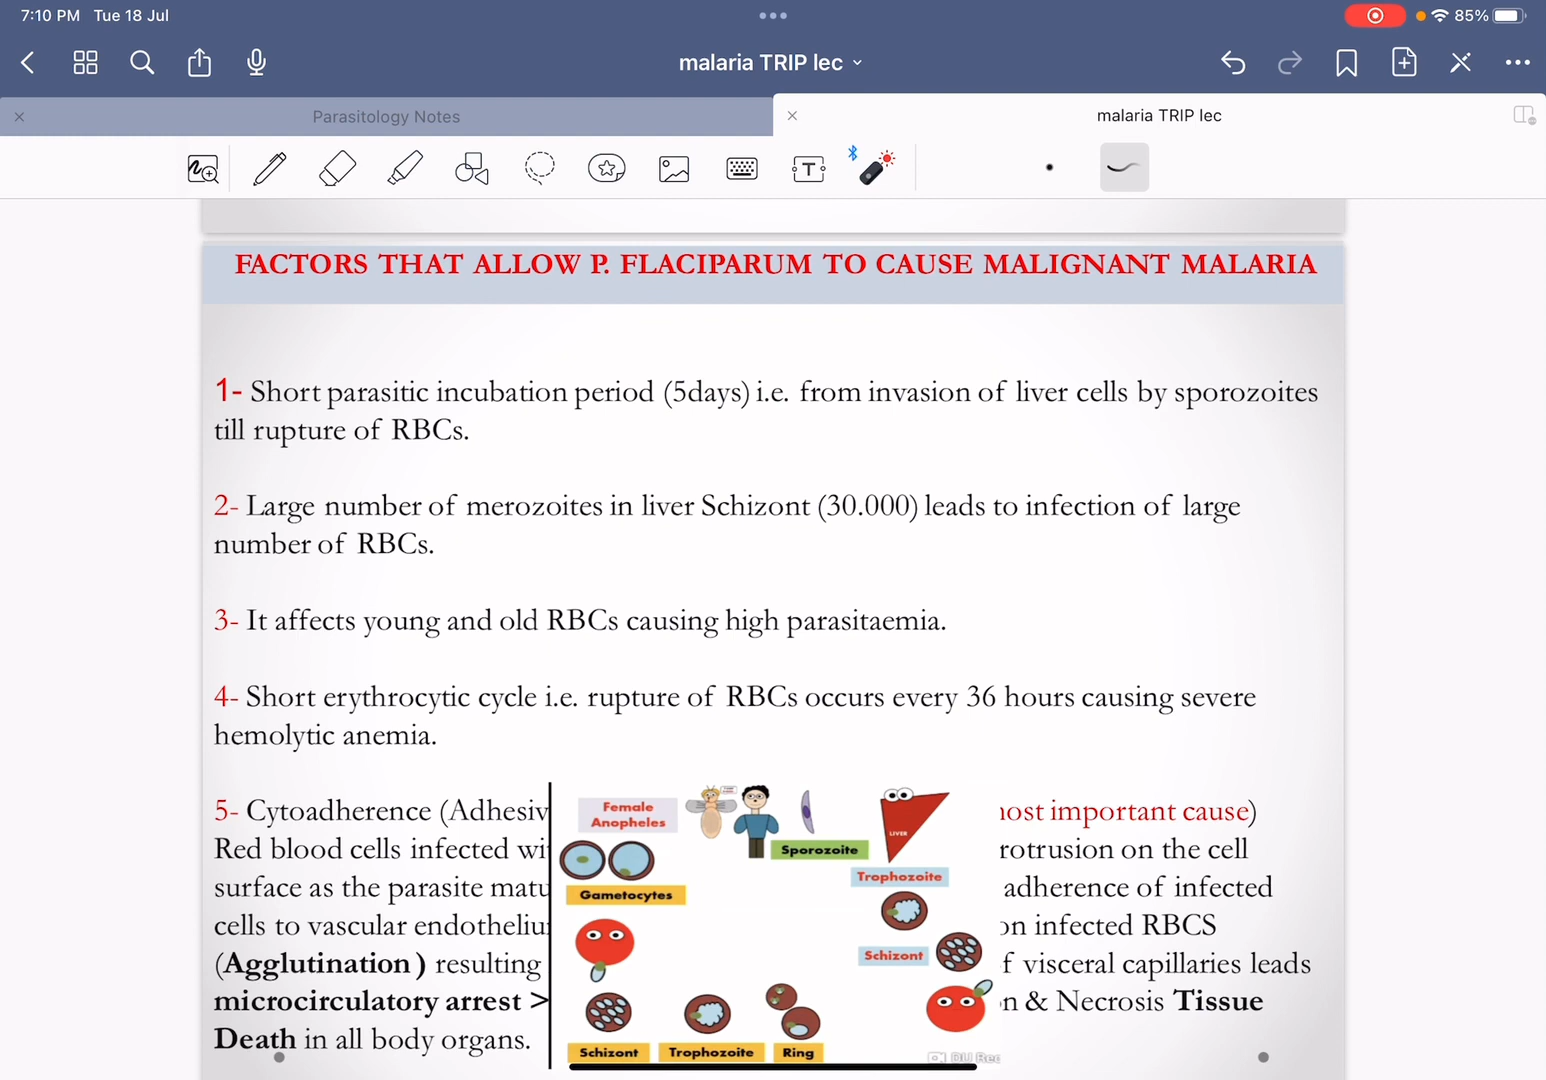 7:10 PM Tue 18 Jul
85%
malaria TRIP lec
Parasitology Notes
malaria TRIP lec
T
FACTORS THAT ALLOW P. FLACIPARUM TO CAUSE MALIGNANT MALARIA
1- Short parasitic incubation period (5days) i.e. from invasion of liver cells by sporozoites
till rupture of RBCs.
2- Large number of merozoites in liver Schizont (30.000) leads to infection of large
number of RBCs.
3- It affects young and old RBCs causing high parasitaemia.
4- Short erythrocytic cycle i.e. rupture of RBCs occurs every 36 hours causing severe
hemolytic anemia.
5- Cytoadherence (Adhesiv
most important cause)
Red blood cells infected wi
rotrusion on the cell
surface as the parasite matu
adherence of infected
cells to vascular endotheliu
on infected RBCS
(Agglutination) resulting
f visceral capillaries leads
microcirculatory arrest >
n & Necrosis Tissue
Death in all body organs.
Female
Anopheles
LIVER
Sporozoite
Trophozoite
Gametocytes
Schizont
Schizont
Trophozoite
Ring
DU Rec